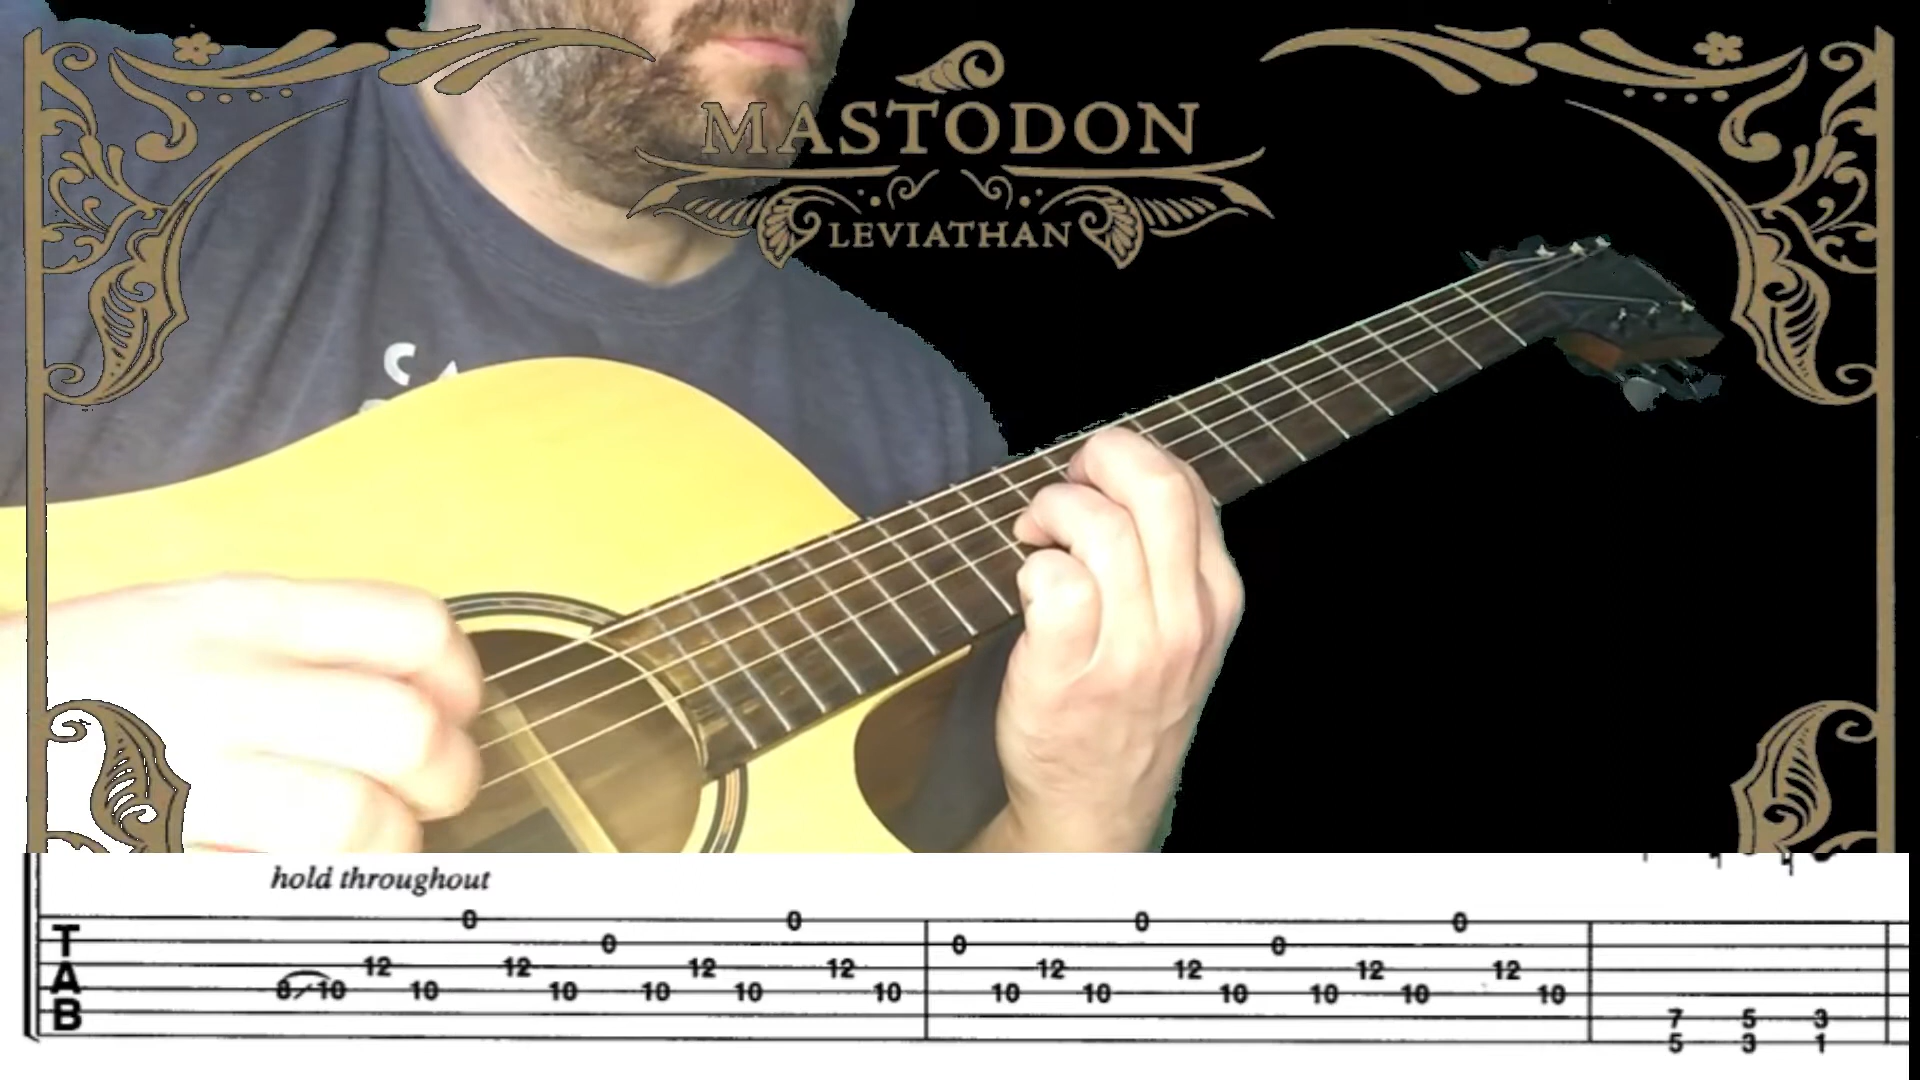 MASTODON
LEVIATHAN
hold throughout
T
A
B
0 0 0 0
0 0 0
12 12 12 12 12 12 12 12
8 10 10 10 10 10 10 10 10 10 10 10 10
7 5 3
5 3 1